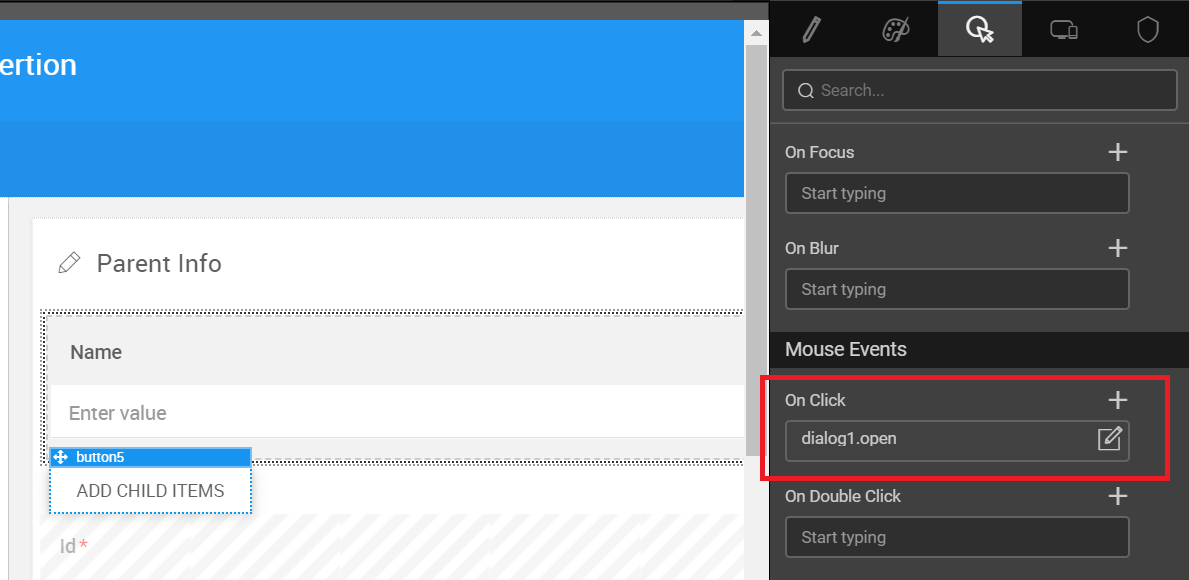 ertion
Parent Info
Name
Enter value
button5
ADD CHILD ITEMS
Id *
Search...
On Focus
Start typing
On Blur
Start typing
Mouse Events
On Click
dialog1.open
On Double Click
Start typing